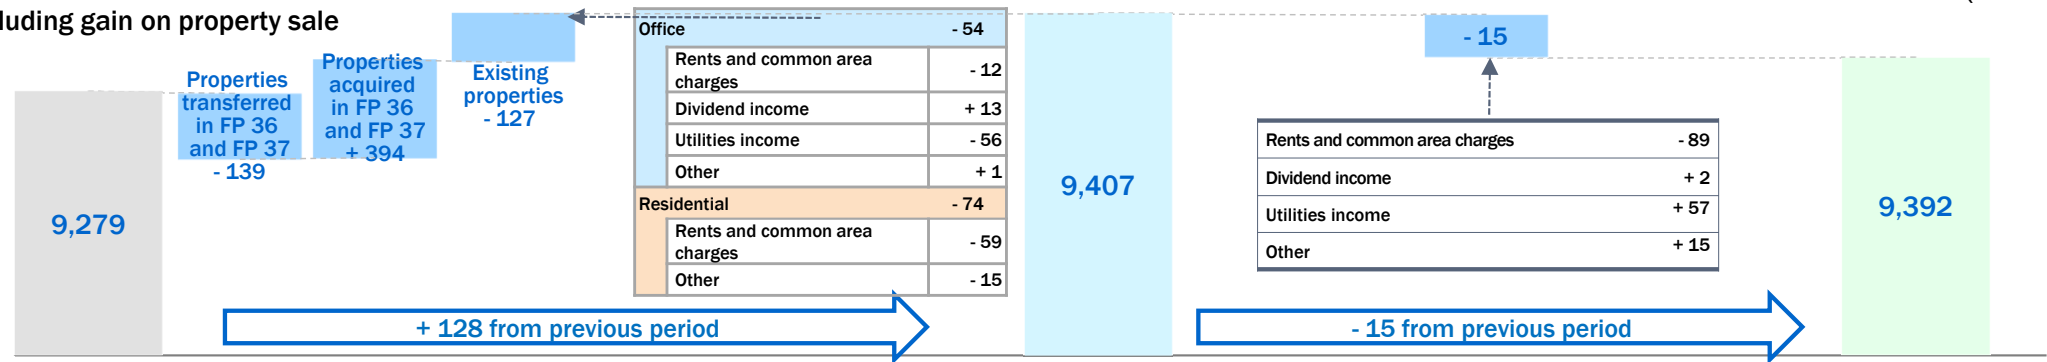 luding gain on property sale
(
9,279
Properties
transferred
in FP 36
and FP 37
- 139
Properties
acquired
in FP 36
and FP 37
+ 394
Existing
properties
- 127
Office - 54
Rents and common area
charges - 12
Dividend income + 13
Utilities income - 56
Other + 1
Residential - 74
Rents and common area
charges - 59
Other - 15
+ 128 from previous period
9,407
- 15
Rents and common area charges - 89
Dividend income + 2
Utilities income + 57
Other + 15
- 15 from previous period
9,392